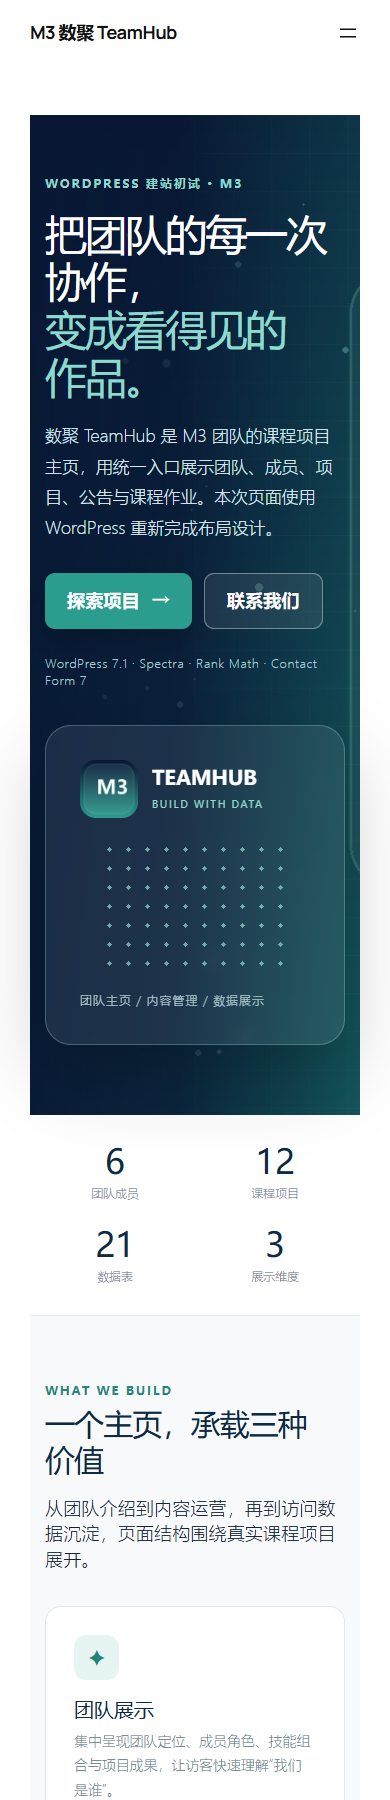 M3 数聚 TeamHub
WORDPRESS 建站初试 • M3
把团队的每一次
协作，
变成看得见的
作品。
数聚 TeamHub 是 M3 团队的课程项目
主页，用统一入口展示团队、成员、项
目、公告与课程作业。本次页面使用
WordPress 重新完成布局设计。
探索项目 →
联系我们
WordPress 7.1 · Spectra · Rank Math · Contact
Form 7
M3
TEAMHUB
BUILD WITH DATA
团队主页 / 内容管理 / 数据展示
6
12
团队成员
课程项目
21
3
数据表
展示维度
WHAT WE BUILD
一个主页，承载三种
价值
从团队介绍到内容运营，再到访问数
据沉淀，页面结构围绕真实课程项目
展开。
团队展示
集中呈现团队定位、成员角色、技能组
合与项目成果，让访客快速理解“我们
是谁”。